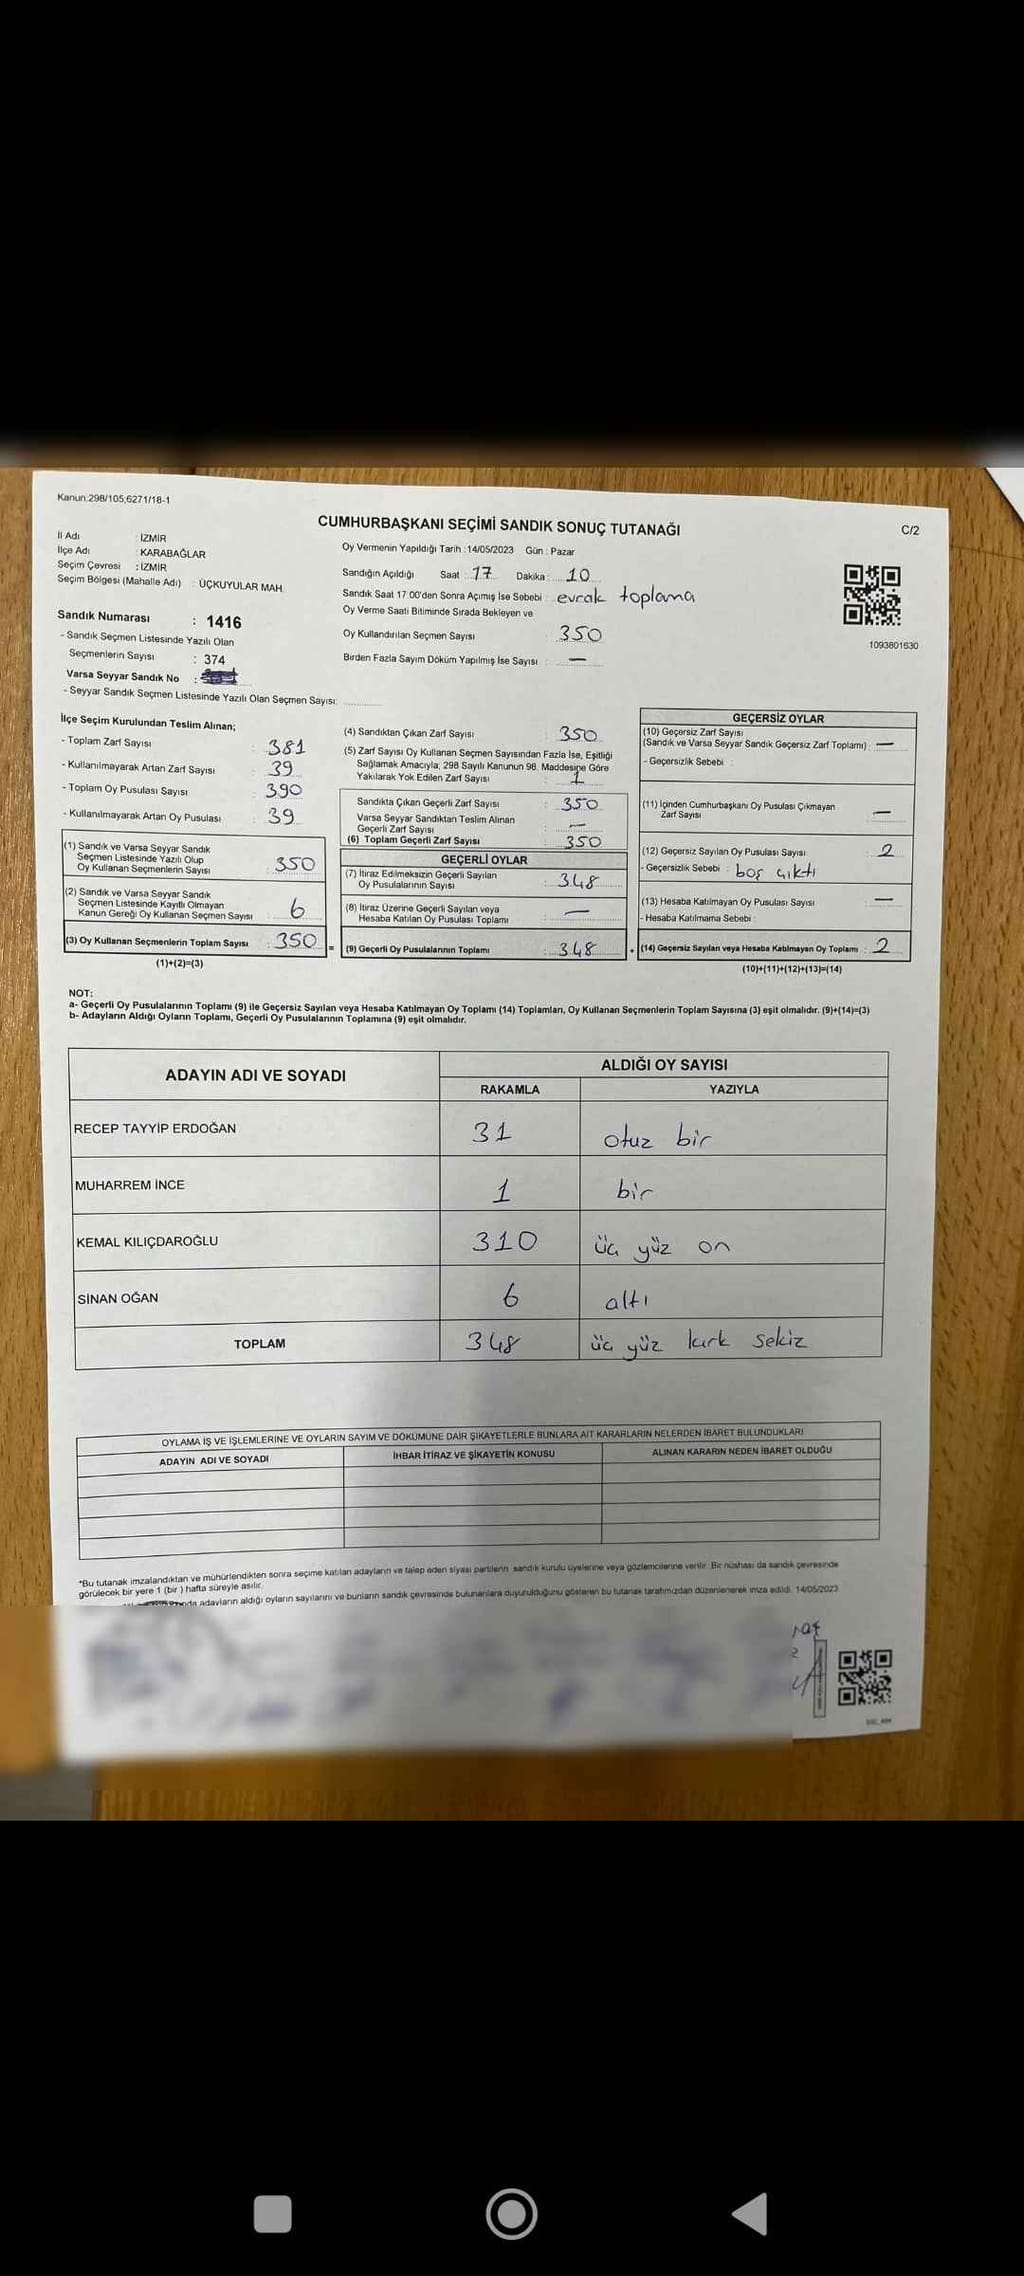 Kanun:298/105;6271/18-1
CUMHURBAŞKANI SEÇİMİ SANDIK SONUÇ TUTANAĞI
C/2
İl Adı : İZMİR
İlçe Adı : KARABAĞLAR
Seçim Çevresi : İZMİR
Seçim Bölgesi (Mahalle Adı) : ÜÇKUYULAR MAH.
Sandık Numarası : 1416
- Sandık Seçmen Listesinde Yazılı Olan
Seçmenlerin Sayısı : 374
Varsa Seyyar Sandık No :
- Seyyar Sandık Seçmen Listesinde Yazılı Olan Seçmen Sayısı:
Oy Vermenin Yapıldığı Tarih :14/05/2023 Gün : Pazar
Sandığın Açıldığı Saat : 17 Dakika : 10
Sandık Saat 17:00'den Sonra Açımış İse Sebebi : evrak toplama
Oy Verme Saati Bitiminde Sırada Bekleyen ve
Oy Kullandırılan Seçmen Sayısı : 350
Birden Fazla Sayım Döküm Yapılmış İse Sayısı : —
1093801630
İlçe Seçim Kurulundan Teslim Alınan;
- Toplam Zarf Sayısı : 381
- Kullanılmayarak Artan Zarf Sayısı : 39
- Toplam Oy Pusulası Sayısı : 390
- Kullanılmayarak Artan Oy Pusulası : 39
(1) Sandık ve Varsa Seyyar Sandık
Seçmen Listesinde Yazılı Olup
Oy Kullanan Seçmenlerin Sayısı : 350
(2) Sandık ve Varsa Seyyar Sandık
Seçmen Listesinde Kayıtlı Olmayan
Kanun Gereği Oy Kullanan Seçmen Sayısı : 6
(3) Oy Kullanan Seçmenlerin Toplam Sayısı : 350 =
(1)+(2)=(3)
(4) Sandıktan Çıkan Zarf Sayısı : 350
(5) Zarf Sayısı Oy Kullanan Seçmen Sayısından Fazla İse, Eşitliği
Sağlamak Amacıyla, 298 Sayılı Kanunun 98. Maddesine Göre
Yakılarak Yok Edilen Zarf Sayısı : 1
Sandıkta Çıkan Geçerli Zarf Sayısı : 350
Varsa Seyyar Sandıktan Teslim Alınan
Geçerli Zarf Sayısı : —
(6) Toplam Geçerli Zarf Sayısı : 350
GEÇERLİ OYLAR
(7) İtiraz Edilmeksizin Geçerli Sayılan
Oy Pusulalarının Sayısı : 348
(8) İtiraz Üzerine Geçerli Sayılan veya
Hesaba Katılan Oy Pusulası Toplamı : —
(9) Geçerli Oy Pusulalarının Toplamı : 348 +
GEÇERSİZ OYLAR
(10) Geçersiz Zarf Sayısı
(Sandık ve Varsa Seyyar Sandık Geçersiz Zarf Toplamı) : —
- Geçersizlik Sebebi :
(11) İçinden Cumhurbaşkanı Oy Pusulası Çıkmayan
Zarf Sayısı : —
(12) Geçersiz Sayılan Oy Pusulası Sayısı : 2
- Geçersizlik Sebebi : boş çıktı
(13) Hesaba Katılmayan Oy Pusulası Sayısı : —
- Hesaba Katılmama Sebebi :
(14) Geçersiz Sayılan veya Hesaba Katılmayan Oy Toplamı : 2
(10)+(11)+(12)+(13)=(14)
NOT:
a- Geçerli Oy Pusulalarının Toplamı (9) ile Geçersiz Sayılan veya Hesaba Katılmayan Oy Toplamı (14) Toplamları, Oy Kullanan Seçmenlerin Toplam Sayısına (3) eşit olmalıdır. (9)+(14)=(3)
b- Adayların Aldığı Oyların Toplamı, Geçerli Oy Pusulalarının Toplamına (9) eşit olmalıdır.
ADAYIN ADI VE SOYADI
ALDIĞI OY SAYISI
RAKAMLA YAZIYLA
RECEP TAYYİP ERDOĞAN 31 otuz bir
MUHARREM İNCE 1 bir
KEMAL KILIÇDAROĞLU 310 üç yüz on
SİNAN OĞAN 6 altı
TOPLAM 348 üç yüz kırk sekiz
OYLAMA İŞ VE İŞLEMLERİNE VE OYLARIN SAYIM VE DÖKÜMÜNE DAİR ŞİKAYETLERLE BUNLARA AİT KARARLARIN NELERDEN İBARET BULUNDUKLARI
ADAYIN ADI VE SOYADI İHBAR İTİRAZ VE ŞİKAYETİN KONUSU ALINAN KARARIN NEDEN İBARET OLDUĞU
*Bu tutanak imzalandıktan ve mühürlendikten sonra seçime katılan adayların ve talep eden siyasi partilerin sandık kurulu üyelerine veya gözlemcilerine verilir. Bir nüshası da sandık çevresinde
görülecek bir yere 1 (bir ) hafta süreyle asılır.
adayların aldığı oyların sayılarını ve bunların sandık çevresinde bulunanlara duyurulduğunu gösteren bu tutanak tarafımızdan düzenlenerek imza edildi. 14/05/2023